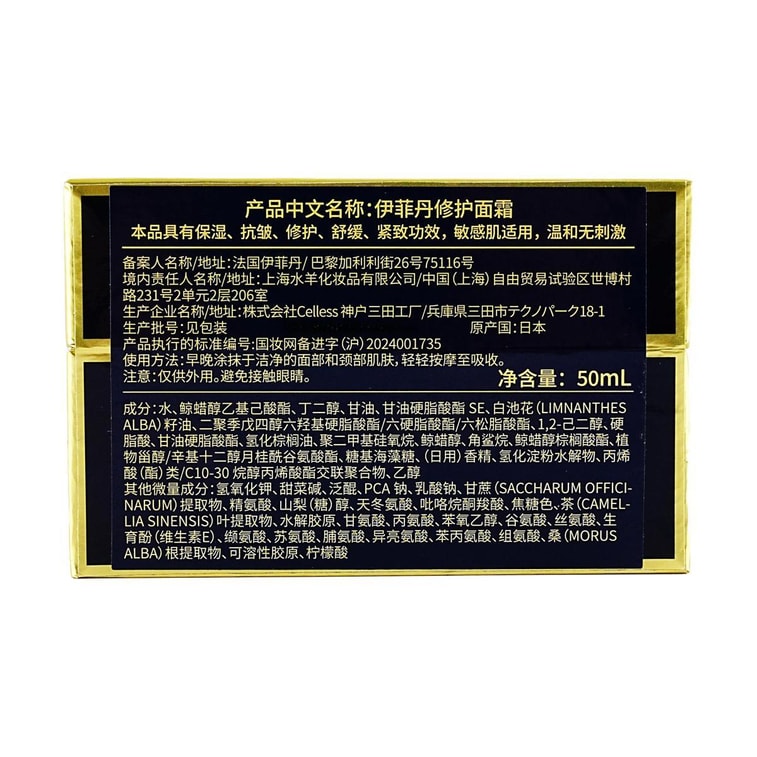 产品中文名称：伊菲丹修护面霜
本品具有保湿、抗皱、修护、舒缓、紧致功效，敏感肌适用，温和无刺激
备案人名称/地址：法国伊菲丹/ 巴黎加利利街26号75116号
境内责任人名称/地址：上海水羊化妆品有限公司/中国（上海）自由贸易试验区世博村
路231号2单元2层206室
生产企业名称/地址：株式会社Celless 神户三田工厂/兵庫県三田市テクノパーク18-1
生产批号：见包装 原产国：日本
产品执行的标准编号：国妆网备进字（沪）2024001735
使用方法：早晚涂抹于洁净的面部和颈部肌肤，轻轻按摩至吸收。
注意：仅供外用。避免接触眼睛。 净含量：50mL
成分：水、鲸蜡醇乙基己酸酯、丁二醇、甘油、甘油硬脂酸酯 SE、白池花（LIMNANTHES
ALBA）籽油、二聚季戊四醇六羟基硬脂酸酯/六硬脂酸酯/六松脂酸酯、1,2-己二醇、硬
脂酸、甘油硬脂酸酯、氢化棕榈油、聚二甲基硅氧烷、鲸蜡醇、角鲨烷、鲸蜡醇棕榈酸酯、植
物甾醇/辛基十二醇月桂酰谷氨酸酯、糖基海藻糖、（日用）香精、氢化淀粉水解物、丙烯
酸（酯）类/C10-30 烷醇丙烯酸酯交联聚合物、乙醇
其他微量成分：氢氧化钾、甜菜碱、泛醌、PCA 钠、乳酸钠、甘蔗（SACCHARUM OFFICI-
NARUM）提取物、精氨酸、山梨（糖）醇、天冬氨酸、吡咯烷酮羧酸、焦糖色、茶（CAMEL-
LIA SINENSIS）叶提取物、水解胶原、甘氨酸、丙氨酸、苯氧乙醇、谷氨酸、丝氨酸、生
育酚（维生素E）、缬氨酸、苏氨酸、脯氨酸、异亮氨酸、苯丙氨酸、组氨酸、桑（MORUS
ALBA）根提取物、可溶性胶原、柠檬酸